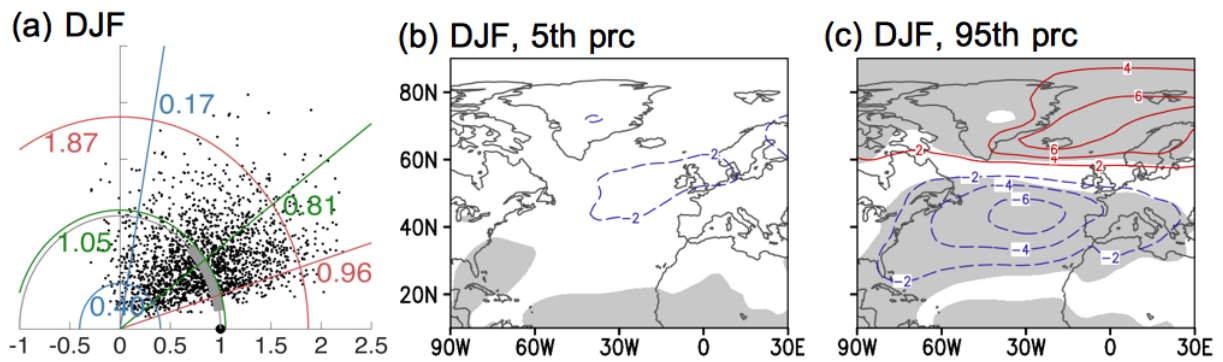 (a) DJF
(b) DJF, 5th prc
(c) DJF, 95th prc
0.17
1.87
0.81
1.05
0.96
0.40
-1 -0.5 0 0.5 1 1.5 2 2.5
80N
60N
40N
20N
90W 60W 30W 0 30E
2
−2
90W 60W 30W 0 30E
4
6
6
4
2
2
−2
−4
−6
−4
−2
−2